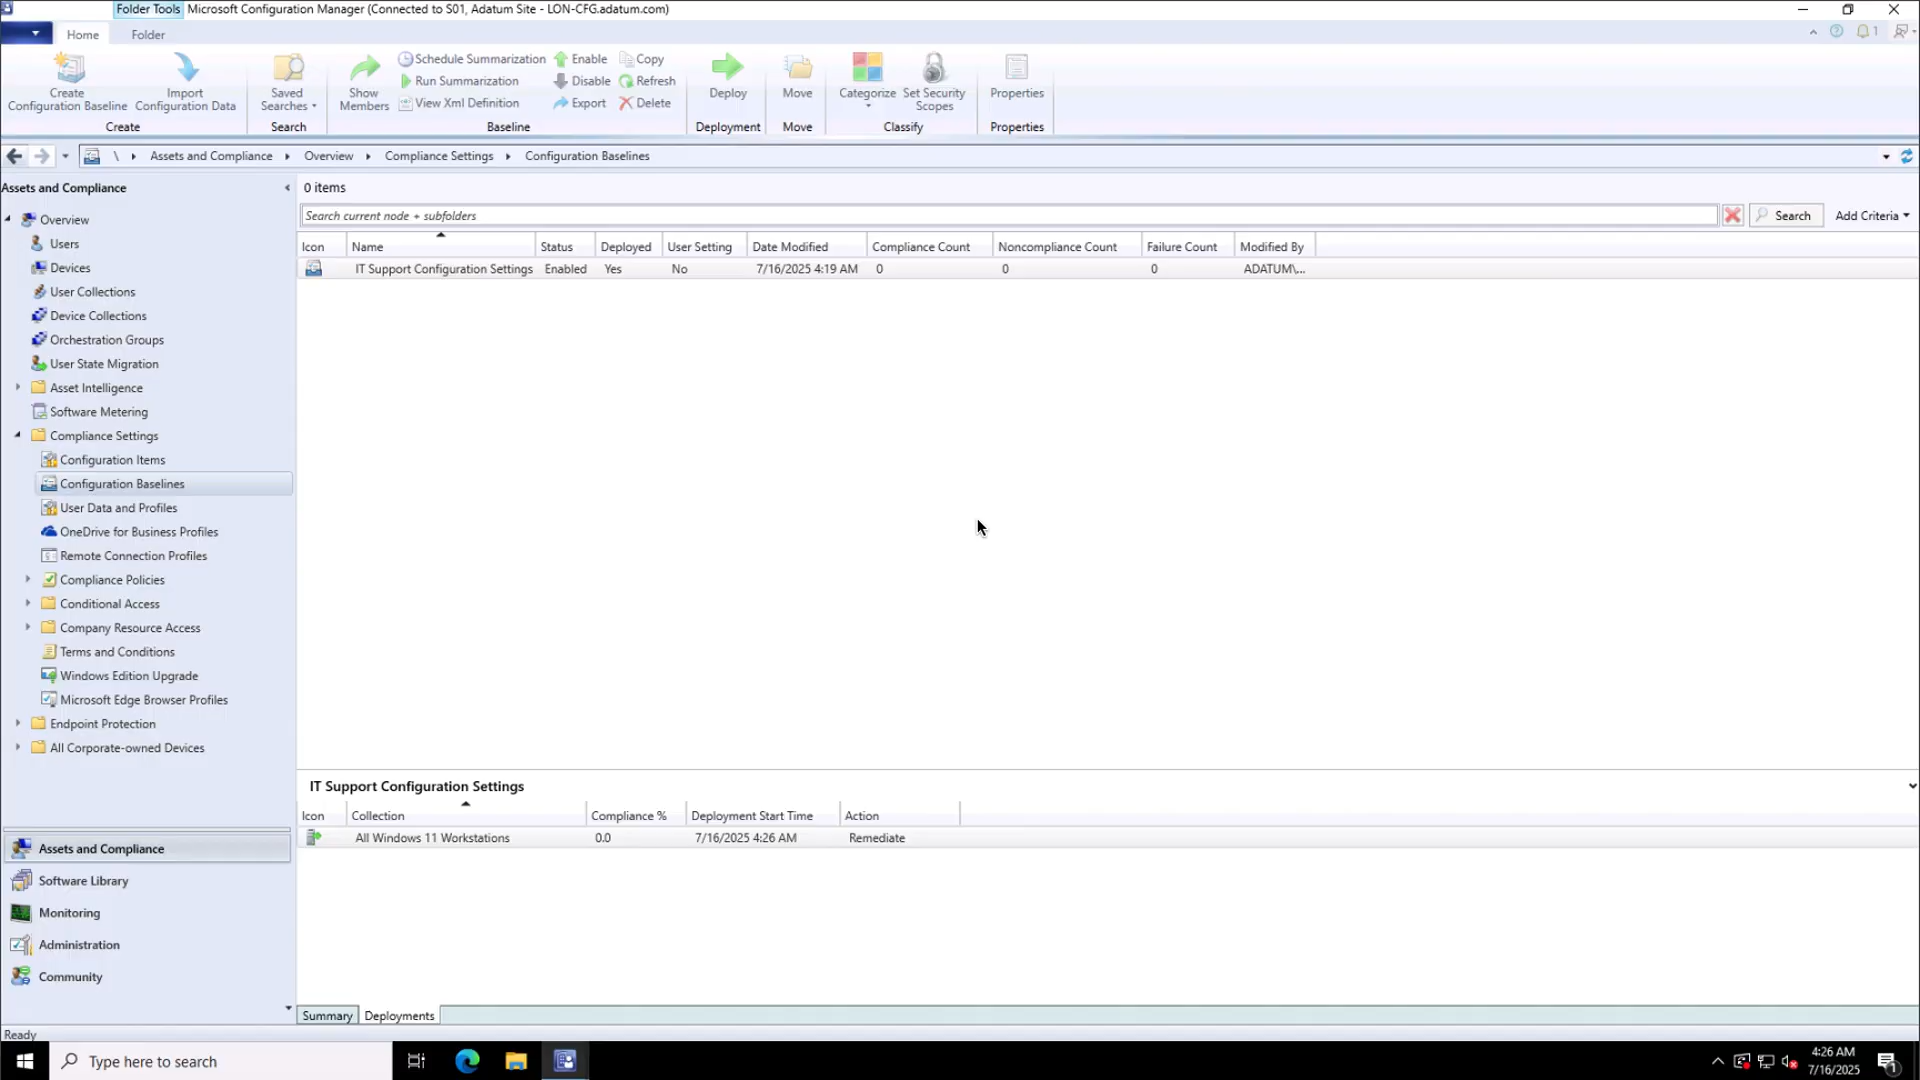 Folder Tools Microsoft Configuration Manager (Connected to S01, Adatum Site - LON-CFG.adatum.com)
Home Folder
Create Configuration Baseline
Import Configuration Data
Create
Saved Searches
Search
Show Members
Schedule Summarization
Run Summarization
View Xml Definition
Enable
Disable
Export
Copy
Refresh
Delete
Baseline
Deploy
Deployment
Move
Move
Categorize
Set Security Scopes
Classify
Properties
Properties
1
\ Assets and Compliance Overview Compliance Settings Configuration Baselines
Assets and Compliance
Overview
Users
Devices
User Collections
Device Collections
Orchestration Groups
User State Migration
Asset Intelligence
Software Metering
Compliance Settings
Configuration Items
Configuration Baselines
User Data and Profiles
OneDrive for Business Profiles
Remote Connection Profiles
Compliance Policies
Conditional Access
Company Resource Access
Terms and Conditions
Windows Edition Upgrade
Microsoft Edge Browser Profiles
Endpoint Protection
All Corporate-owned Devices
Assets and Compliance
Software Library
Monitoring
Administration
Community
0 items
Search current node + subfolders Search Add Criteria
Icon Name Status Deployed User Setting Date Modified Compliance Count Noncompliance Count Failure Count Modified By
IT Support Configuration Settings Enabled Yes No 7/16/2025 4:19 AM 0 0 0 ADATUM\...
IT Support Configuration Settings
Icon Collection Compliance % Deployment Start Time Action
All Windows 11 Workstations 0.0 7/16/2025 4:26 AM Remediate
Summary Deployments
Ready
Type here to search
4:26 AM
7/16/2025
1